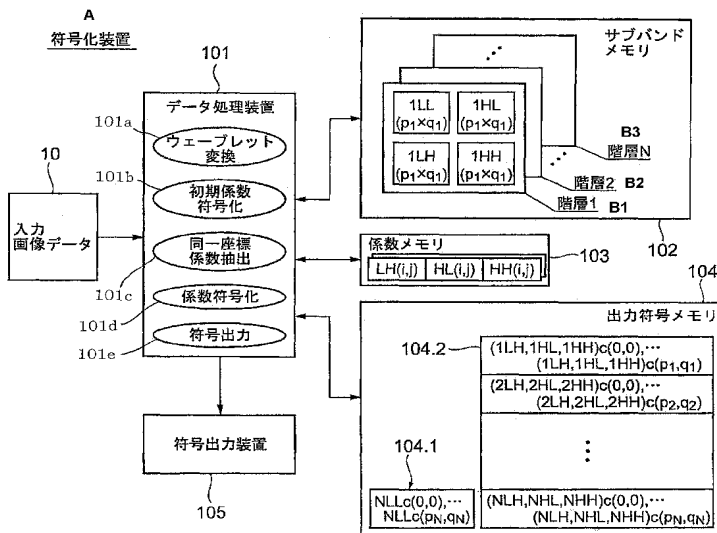 A
符号化装置
101
データ処理装置
101a
ウェーブレット
変換
101b
初期係数
符号化
同一座標
係数抽出
101c
係数符号化
101d
符号出力
101e
10
入力
画像データ
符号出力装置
105
サブバンド
メモリ
1LL
(p₁×q₁)
1HL
(p₁×q₁)
1LH
(p₁×q₁)
1HH
(p₁×q₁)
B3
階層N
階層2 B2
階層1 B1
102
係数メモリ
103
LH(i,j) HL(i,j) HH(i,j)
104
出力符号メモリ
104.2
(1LH,1HL,1HH)c(0,0),…
(1LH,1HL,1HH)c(p₁,q₁)
(2LH,2HL,2HH)c(0,0),…
(2LH,2HL,2HH)c(p₂,q₂)
104.1
NLLc(0,0),…
NLLc(pN,qN)
(NLH,NHL,NHH)c(0,0),…
(NLH,NHL,NHH)c(pN,qN)